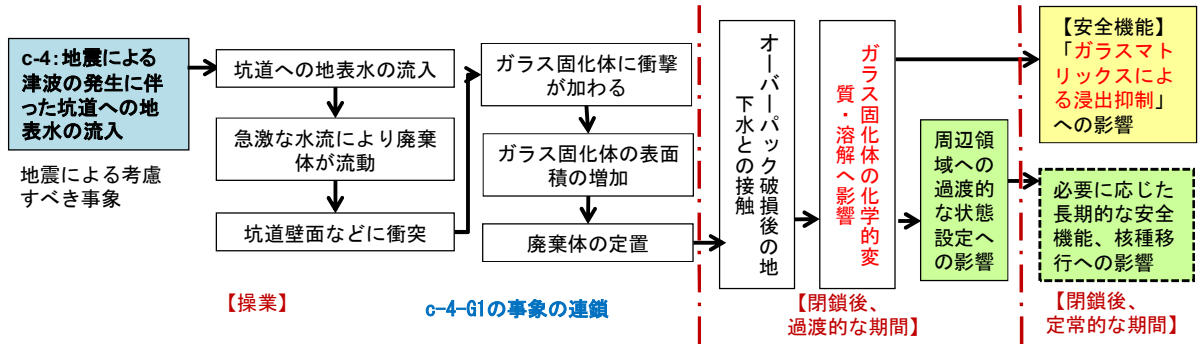 c-4：地震による
津波の発生に伴
った坑道への地
表水の流入
地震による考慮
すべき事象
坑道への地表水の流入
急激な水流により廃棄
体が流動
坑道壁面などに衝突
【操業】
ガラス固化体に衝撃
が加わる
ガラス固化体の表面
積の増加
廃棄体の定置
c-4-G1の事象の連鎖
オーバーパック破損後の地
下水との接触
ガラス固化体の化学的変
質・溶解へ影響
周辺領
域への
過渡的
な状態
設定へ
の影響
【閉鎖後、
過渡的な期間】
【安全機能】
「ガラスマト
リックスによ
る浸出抑制」
への影響
必要に応じた
長期的な安全
機能、核種移
行への影響
【閉鎖後、
定常的な期間】